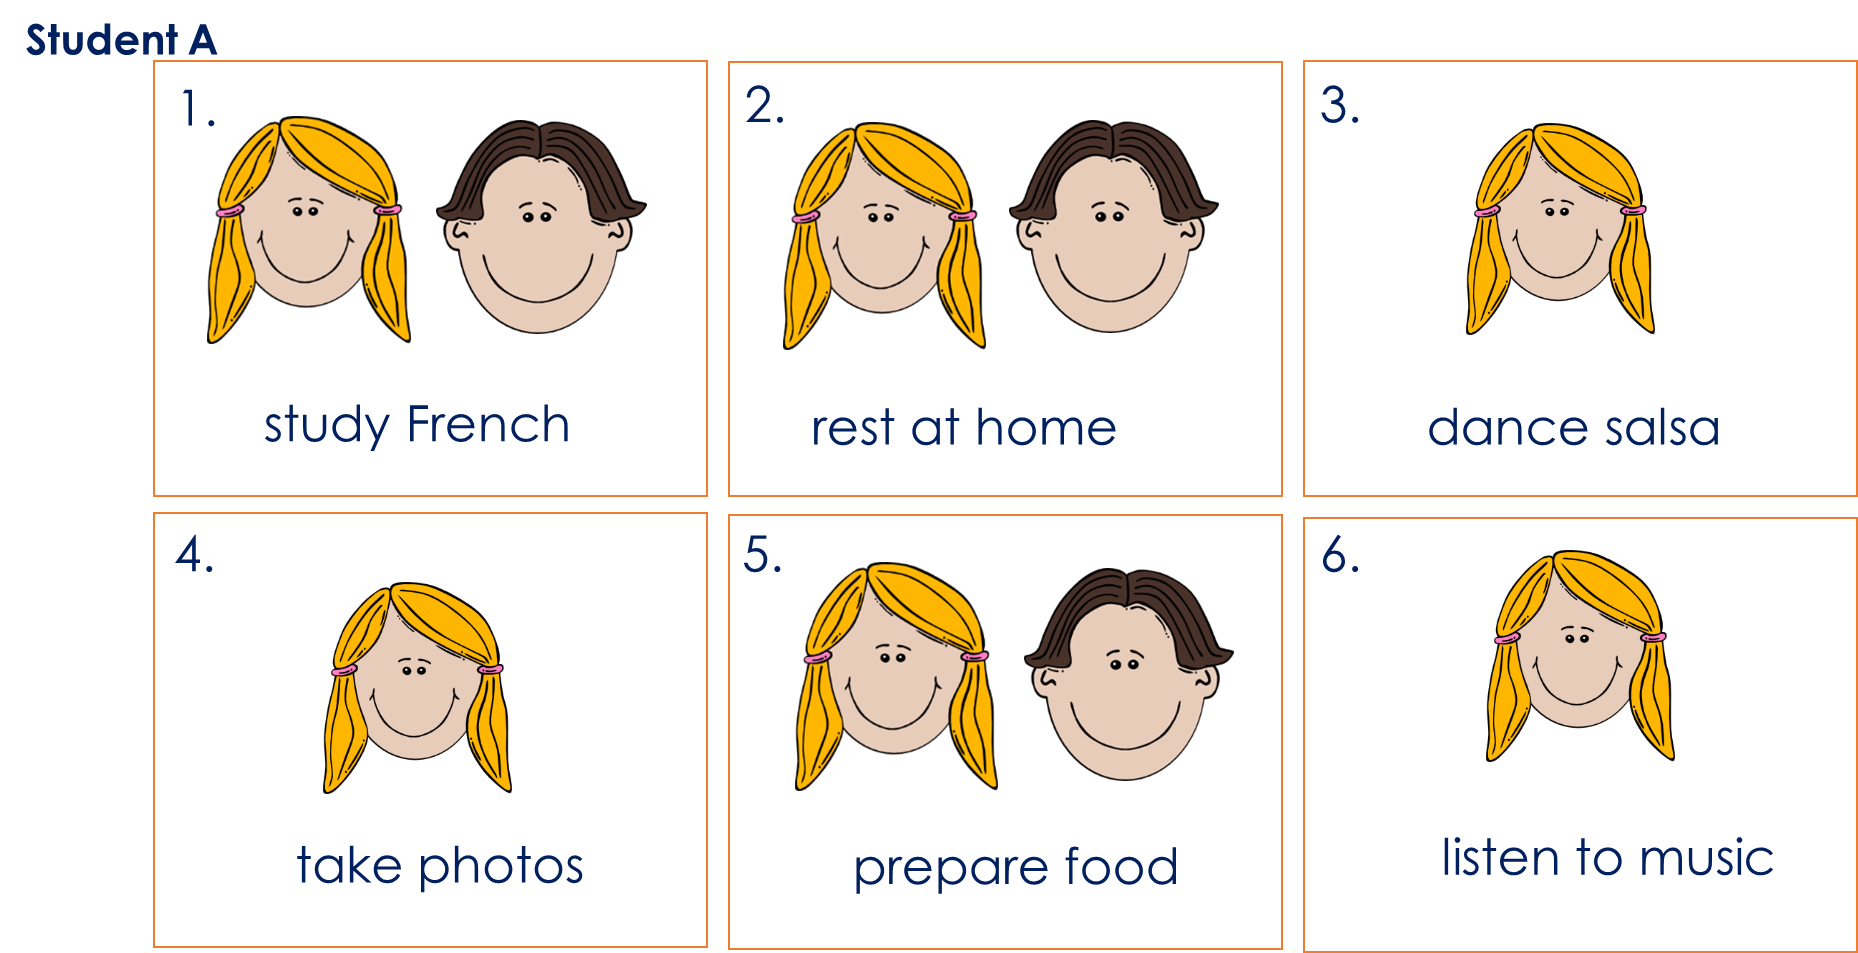 Student A
1.
study French
2.
rest at home
3.
dance salsa
4.
take photos
5.
prepare food
6.
listen to music